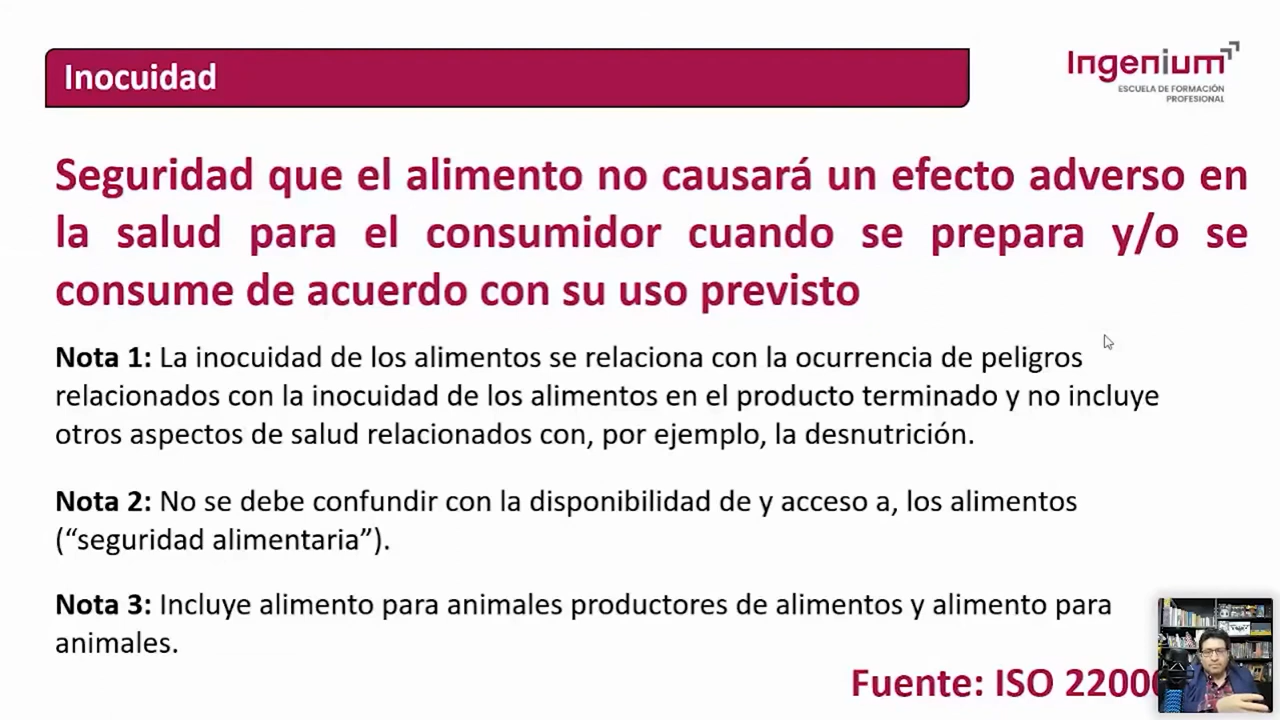 Inocuidad
Ingenium
ESCUELA DE FORMACIÓN
PROFESIONAL
Seguridad que el alimento no causará un efecto adverso en
la salud para el consumidor cuando se prepara y/o se
consume de acuerdo con su uso previsto
Nota 1: La inocuidad de los alimentos se relaciona con la ocurrencia de peligros
relacionados con la inocuidad de los alimentos en el producto terminado y no incluye
otros aspectos de salud relacionados con, por ejemplo, la desnutrición.
Nota 2: No se debe confundir con la disponibilidad de y acceso a, los alimentos
(“seguridad alimentaria”).
Nota 3: Incluye alimento para animales productores de alimentos y alimento para
animales.
Fuente: ISO 2200